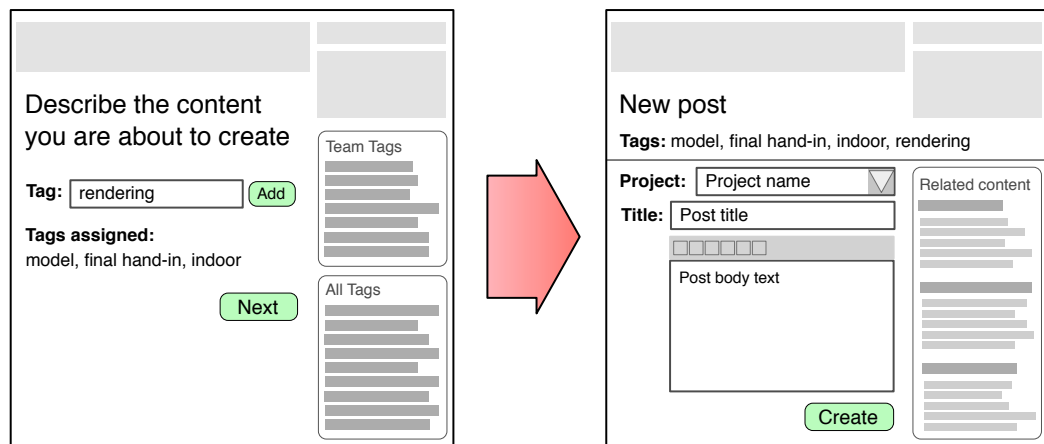 Describe the content
you are about to create
Tag: rendering Add
Tags assigned:
model, final hand-in, indoor
Next
Team Tags
All Tags
New post
Tags: model, final hand-in, indoor, rendering
Project: Project name
Title: Post title
Post body text
Create
Related content